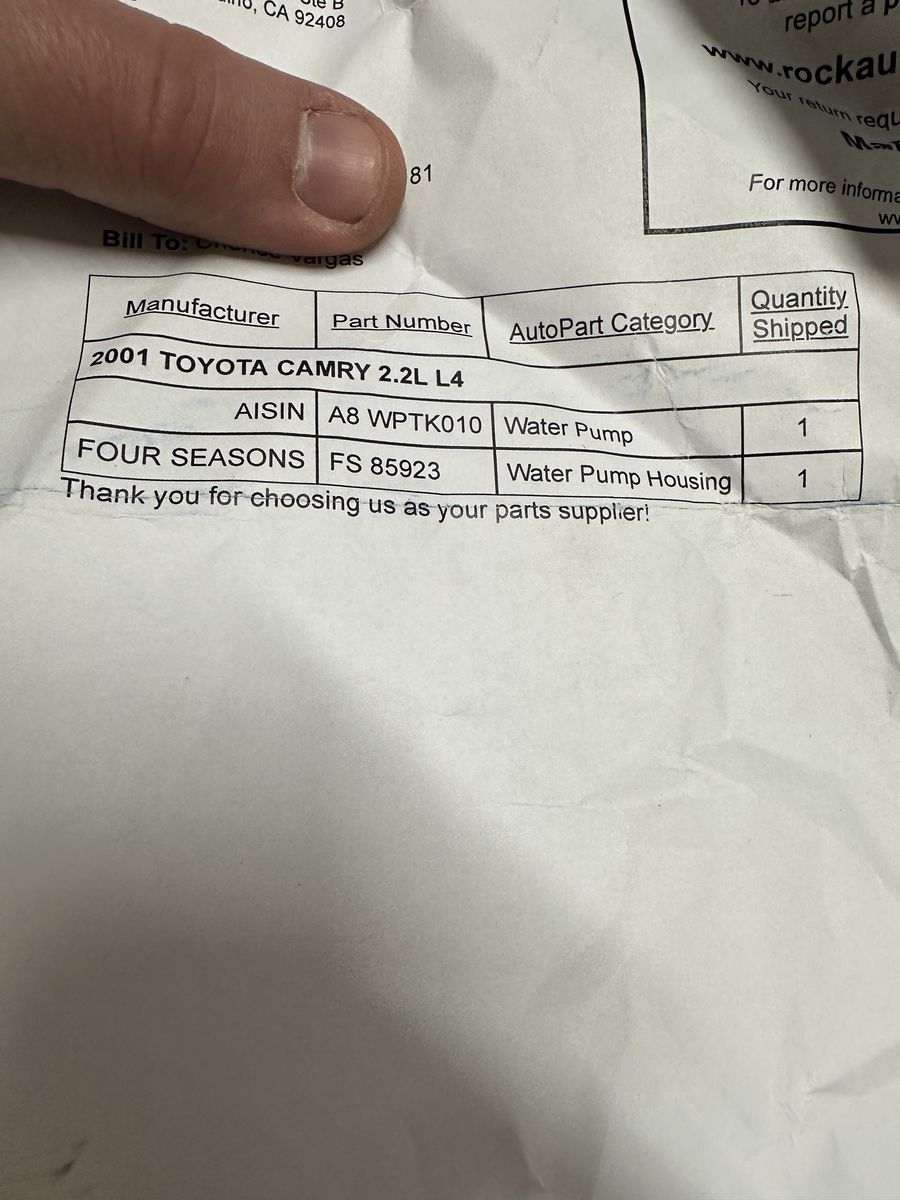 CA 92408
report a
www.rockau
Your return requ
For more informa
81
Bill To: Vargas
Manufacturer Part Number AutoPart Category Quantity Shipped
2001 TOYOTA CAMRY 2.2L L4
AISIN A8 WPTK010 Water Pump 1
FOUR SEASONS FS 85923 Water Pump Housing 1
Thank you for choosing us as your parts supplier!